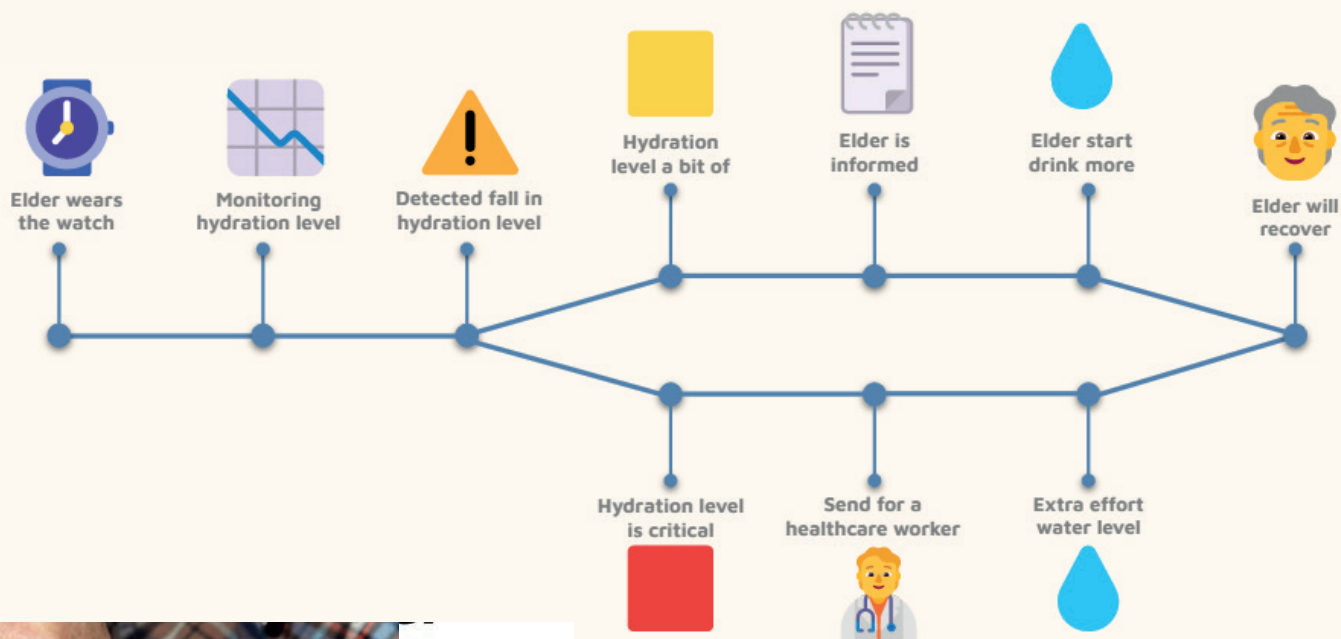 Elder wears
the watch
Monitoring
hydration level
Detected fall in
hydration level
Hydration
level a bit of
Elder is
informed
Elder start
drink more
Elder will
recover
Hydration level
is critical
Send for a
healthcare worker
Extra effort
water level